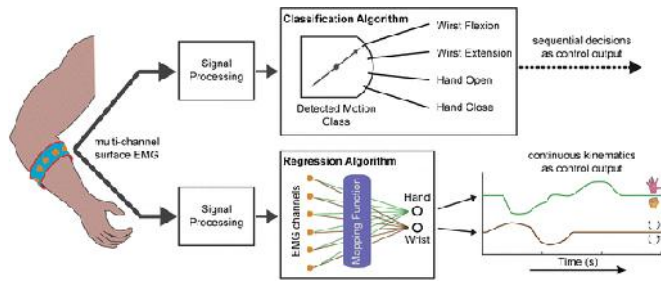 Classification Algorithm
Wirst Flexion
Wirst Extension
Hand Open
Hand Close
Detected Motion
Class
Signal
Processing
sequential decisions
as control output
multi-channel
surface EMG
Regression Algorithm
Signal
Processing
EMG channels
Mapping Function
Hand
Wrist
continuous kinematics
as control output
Time (s)